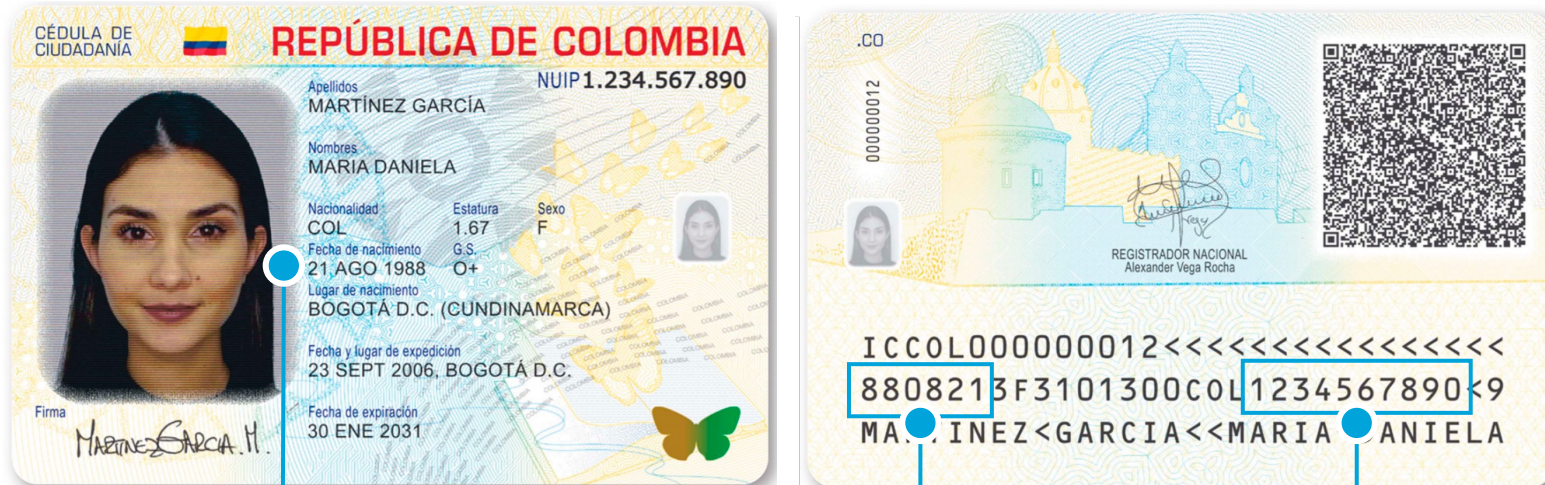 CÉDULA DE
CIUDADANÍA
REPÚBLICA DE COLOMBIA
NUIP 1.234.567.890
Apellidos
MARTÍNEZ GARCÍA
Nombres
MARIA DANIELA
Nacionalidad Estatura Sexo
COL 1.67 F
Fecha de nacimiento G.S.
21 AGO 1988 O+
Lugar de nacimiento
BOGOTÁ D.C. (CUNDINAMARCA)
Fecha y lugar de expedición
23 SEPT 2006, BOGOTÁ D.C.
Fecha de expiración
30 ENE 2031
Firma
MARTINEZ GARCIA. M.
.CO
000000012
REGISTRADOR NACIONAL
Alexander Vega Rocha
ICCOL000000012<<<<<<<<<<<<<<<<
8808213F3101300COL1234567890<9
MA TINEZ<GARCIA<<MARIA ANIELA